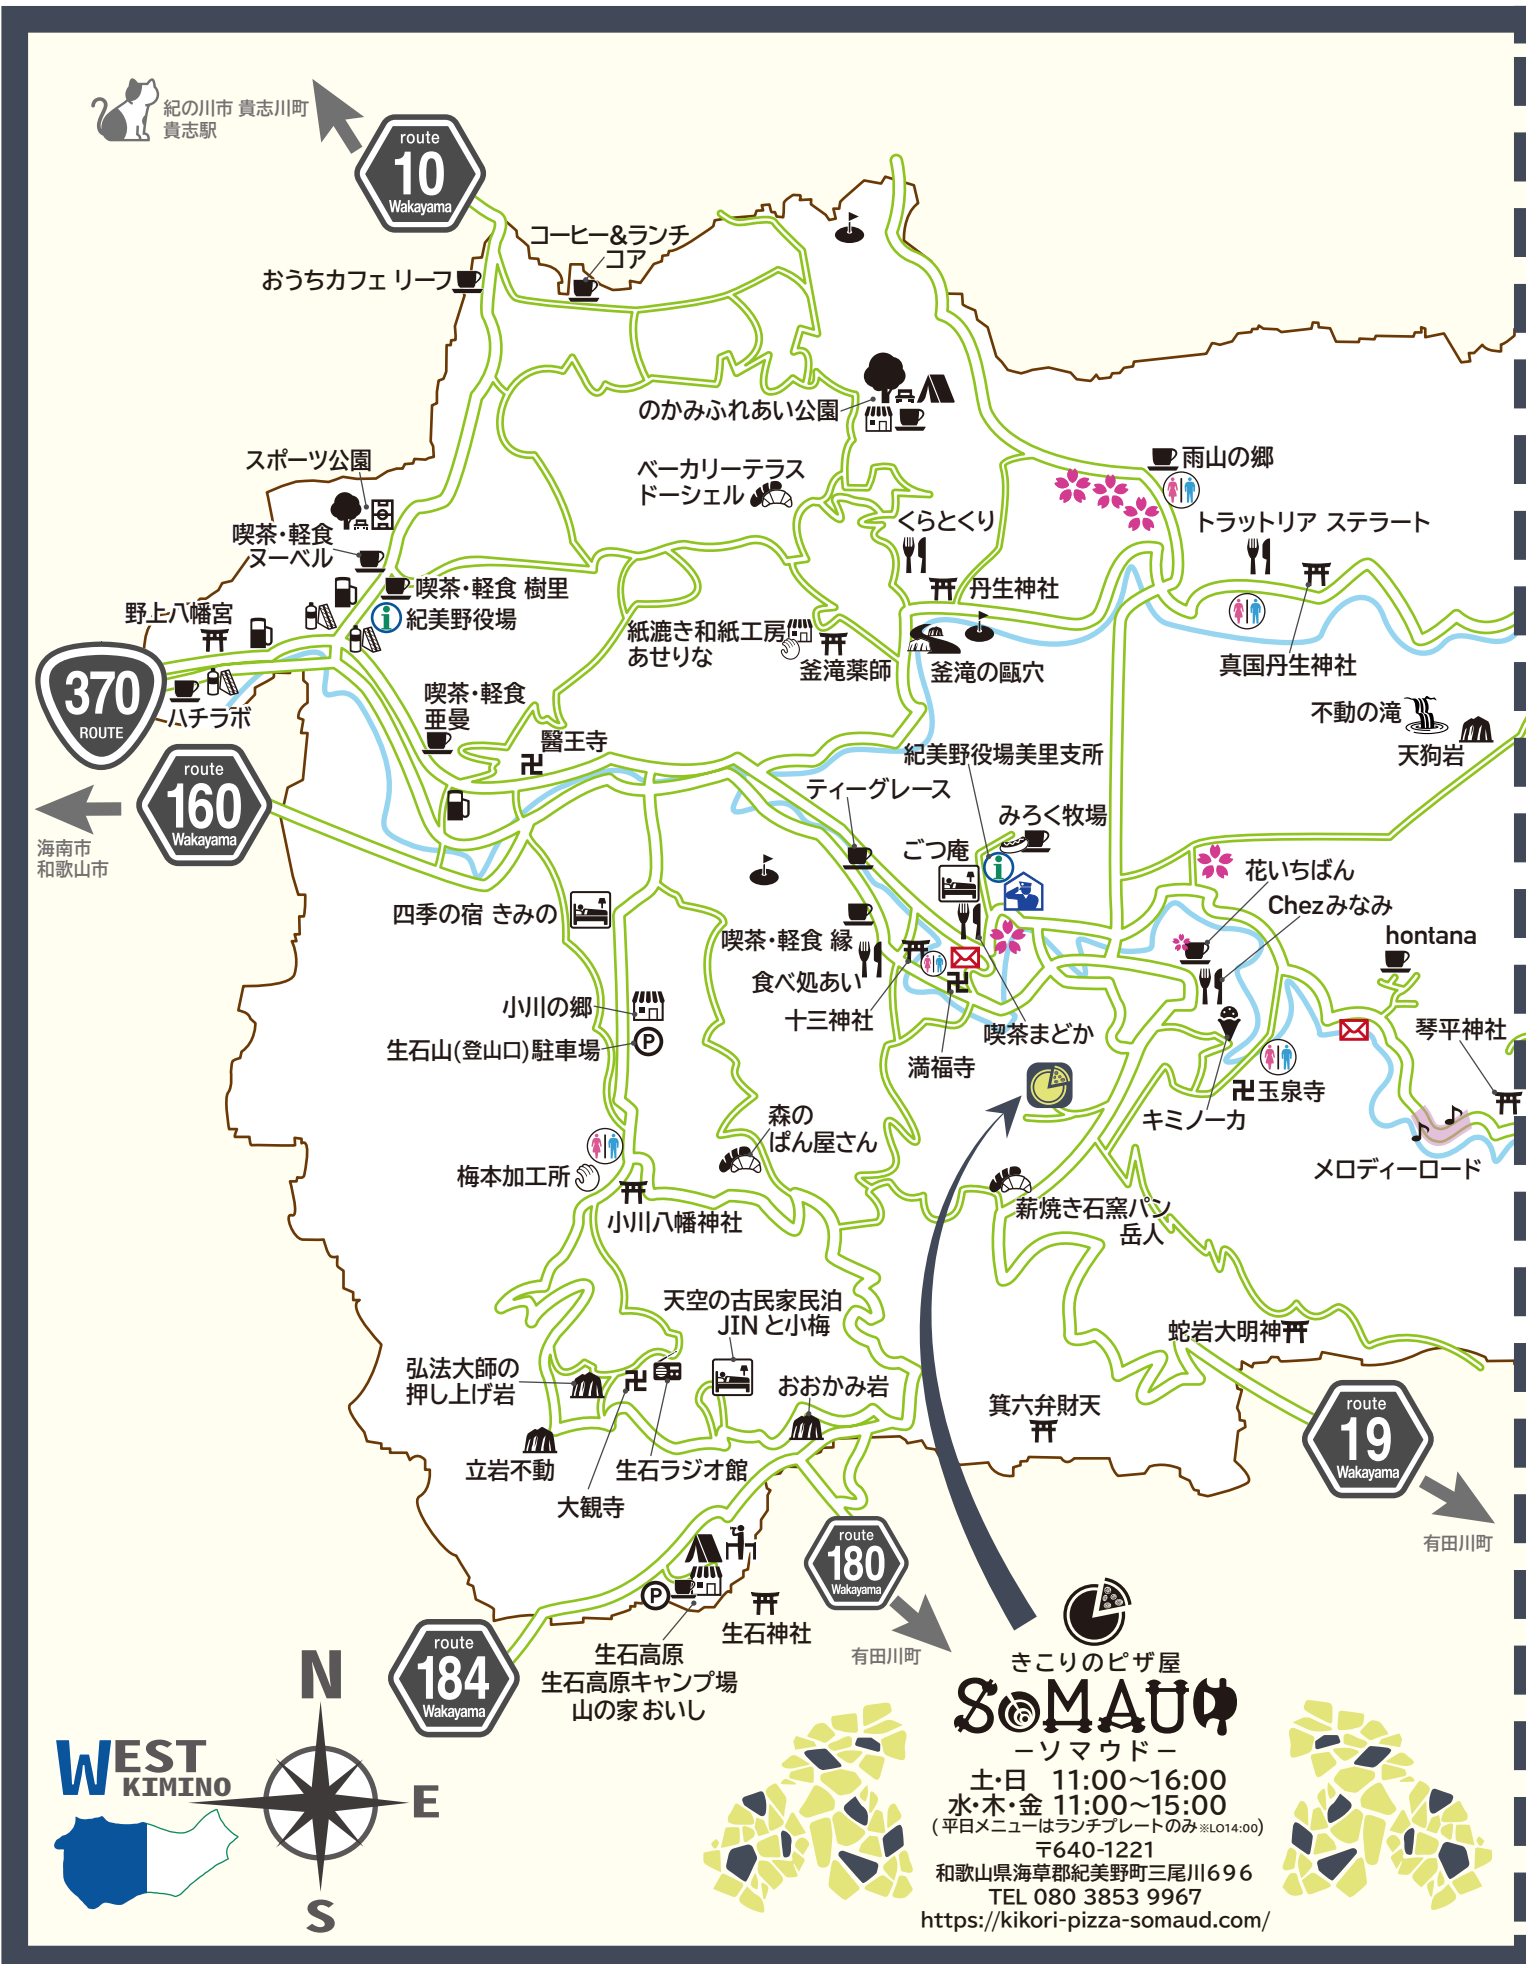 紀の川市 貴志川町
貴志駅
route
10
Wakayama
コーヒー&ランチ
コア
おうちカフェ リーフ
のかみふれあい公園
スポーツ公園
ベーカリーテラス
ドーシェル
雨山の郷
喫茶・軽食
ヌーベル
くらとくり
トラットリア ステラート
喫茶・軽食 樹里
丹生神社
野上八幡宮
紀美野役場
紙漉き和紙工房
あせりな
釜滝薬師
釜滝の甌穴
真国丹生神社
370
ROUTE
ハチラボ
喫茶・軽食
亜曼
醫王寺
不動の滝
天狗岩
紀美野役場美里支所
route
160
Wakayama
海南市
和歌山市
ティーグレース
みろく牧場
ごつ庵
花いちばん
Chezみなみ
四季の宿 きみの
喫茶・軽食 縁
hontana
食べ処あい
小川の郷
十三神社
喫茶まどか
琴平神社
生石山(登山口)駐車場
P
満福寺
玉泉寺
キミノーカ
森の
ぱん屋さん
メロディーロード
梅本加工所
小川八幡神社
薪焼き石窯パン
岳人
天空の古民家民泊
JIN と小梅
蛇岩大明神
弘法大師の
押し上げ岩
おおかみ岩
箕六弁財天
route
19
Wakayama
立岩不動
生石ラジオ館
大観寺
有田川町
route
180
Wakayama
P
生石神社
有田川町
生石高原
生石高原キャンプ場
山の家 おいし
route
184
Wakayama
N
E
S
WEST
KIMINO
きこりのピザ屋
SOMAUD
ーソマウドー
土・日 11:00〜16:00
水・木・金 11:00〜15:00
(平日メニューはランチプレートのみ※LO14:00)
〒640-1221
和歌山県海草郡紀美野町三尾川696
TEL 080 3853 9967
https://kikori-pizza-somaud.com/